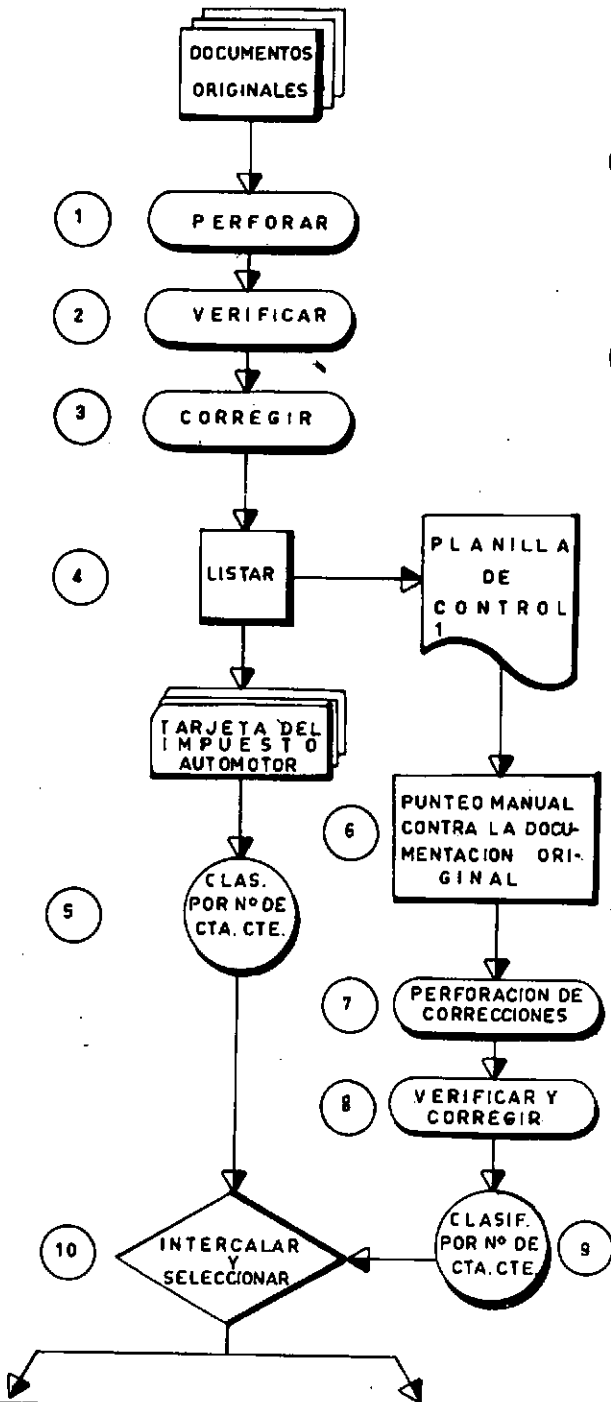 DOCUMENTOS
ORIGINALES
1
PERFORAR
2
VERIFICAR
3
CORREGIR
4
LISTAR
PLANILLA
DE
CONTROL
1
TARJETA DEL
IMPUESTO
AUTOMOTOR
6
PUNTEO MANUAL
CONTRA LA DOCU-
MENTACION ORI-
GINAL
5
CLAS.
POR Nº DE
CTA. CTE.
7
PERFORACION DE
CORRECCIONES
8
VERIFICAR Y
CORREGIR
10
INTERCALAR
Y
SELECCIONAR
CLASIF.
POR Nº DE
CTA. CTE.
9